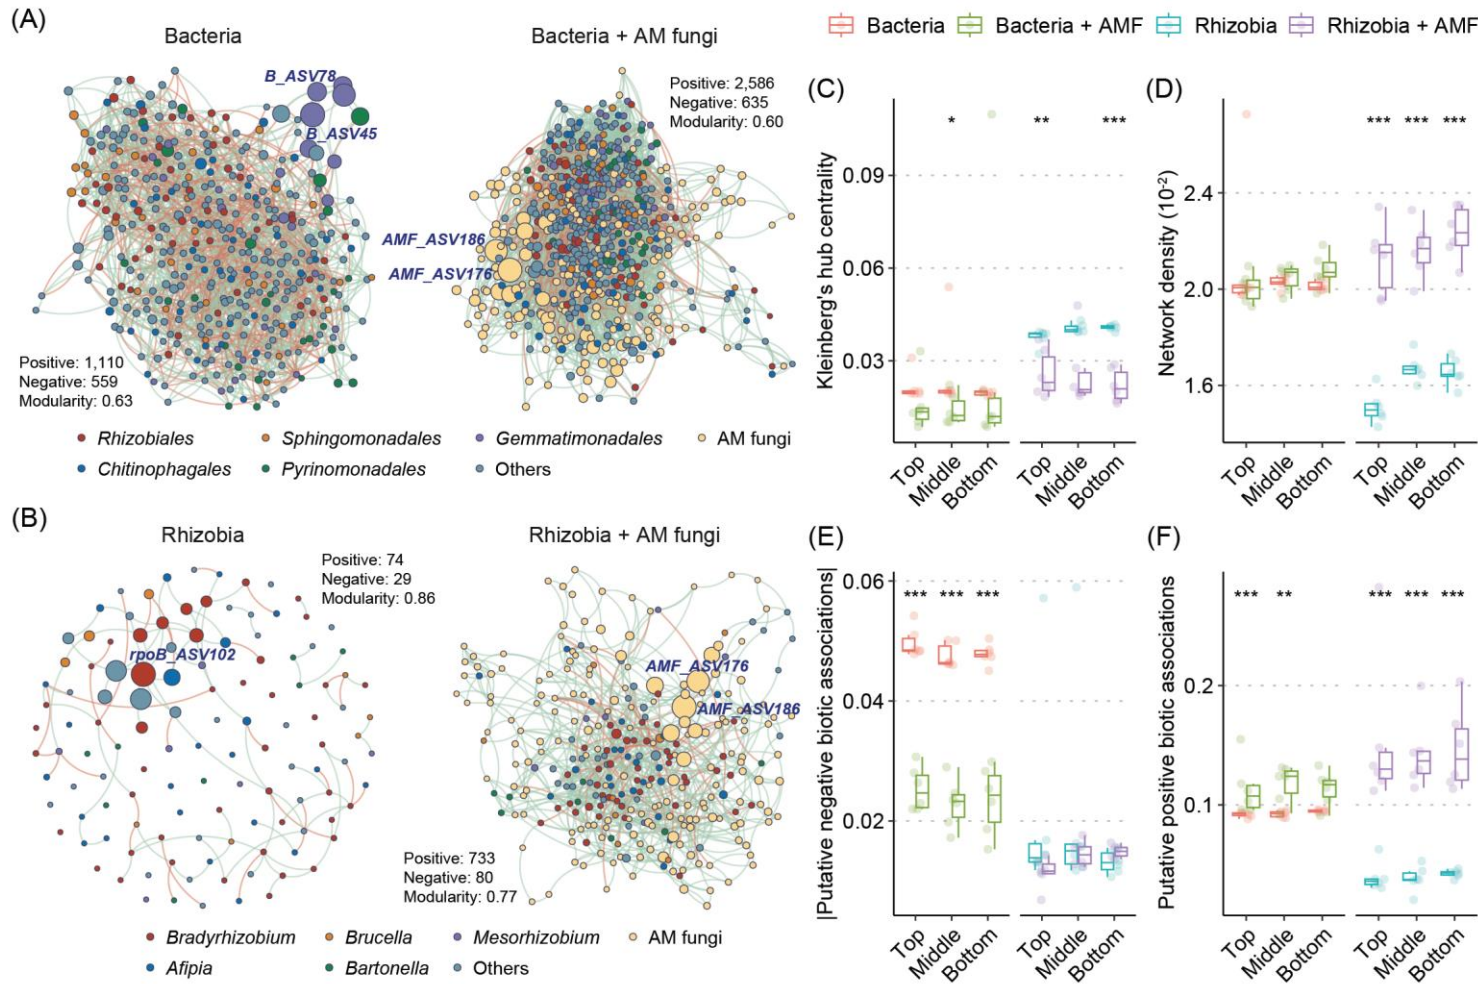 (A)
Bacteria
B_ASV78
B_ASV45
Positive: 1,110
Negative: 559
Modularity: 0.63
Bacteria + AM fungi
Positive: 2,586
Negative: 635
Modularity: 0.60
AMF_ASV186
AMF_ASV176
Rhizobiales Sphingomonadales Gemmatimonadales AM fungi
Chitinophagales Pyrinomonadales Others
(B)
Rhizobia
Positive: 74
Negative: 29
Modularity: 0.86
rpoB_ASV102
Rhizobia + AM fungi
AMF_ASV176
AMF_ASV186
Positive: 733
Negative: 80
Modularity: 0.77
Bradyrhizobium Brucella Mesorhizobium AM fungi
Afipia Bartonella Others
Bacteria Bacteria + AMF Rhizobia Rhizobia + AMF
(C)
Kleinberg's hub centrality
* ** ***
0.09
0.06
0.03
Top Middle Bottom Top Middle Bottom
(D)
Network density (10-2)
*** *** ***
2.4
2.0
1.6
Top Middle Bottom Top Middle Bottom
(E)
|Putative negative biotic associations|
*** *** ***
0.06
0.04
0.02
Top Middle Bottom Top Middle Bottom
(F)
Putative positive biotic associations
*** ** *** *** ***
0.2
0.1
Top Middle Bottom Top Middle Bottom